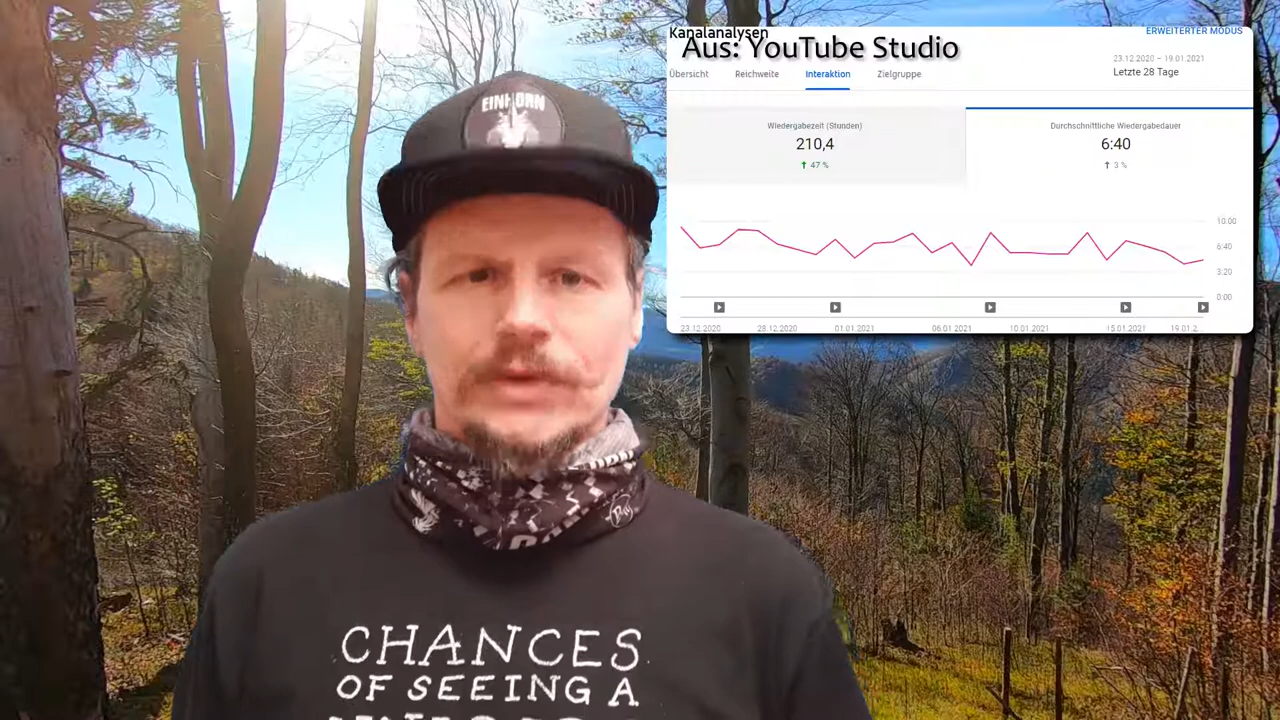 Kanalanalysen
ERWEITERTER MODUS
Aus: YouTube Studio
23.12.2020 – 19.01.2021
Letzte 28 Tage
Übersicht
Reichweite
Interaktion
Zielgruppe
Wiedergabezeit (Stunden)
210,4
47 %
Durchschnittliche Wiedergabedauer
6:40
3 %
10:00
6:40
3:20
0:00
23.12.2020
28.12.2020
01.01.2021
06.01.2021
10.01.2021
15.01.2021
19.01.2...
EINHORN
CHANCES
OF SEEING A